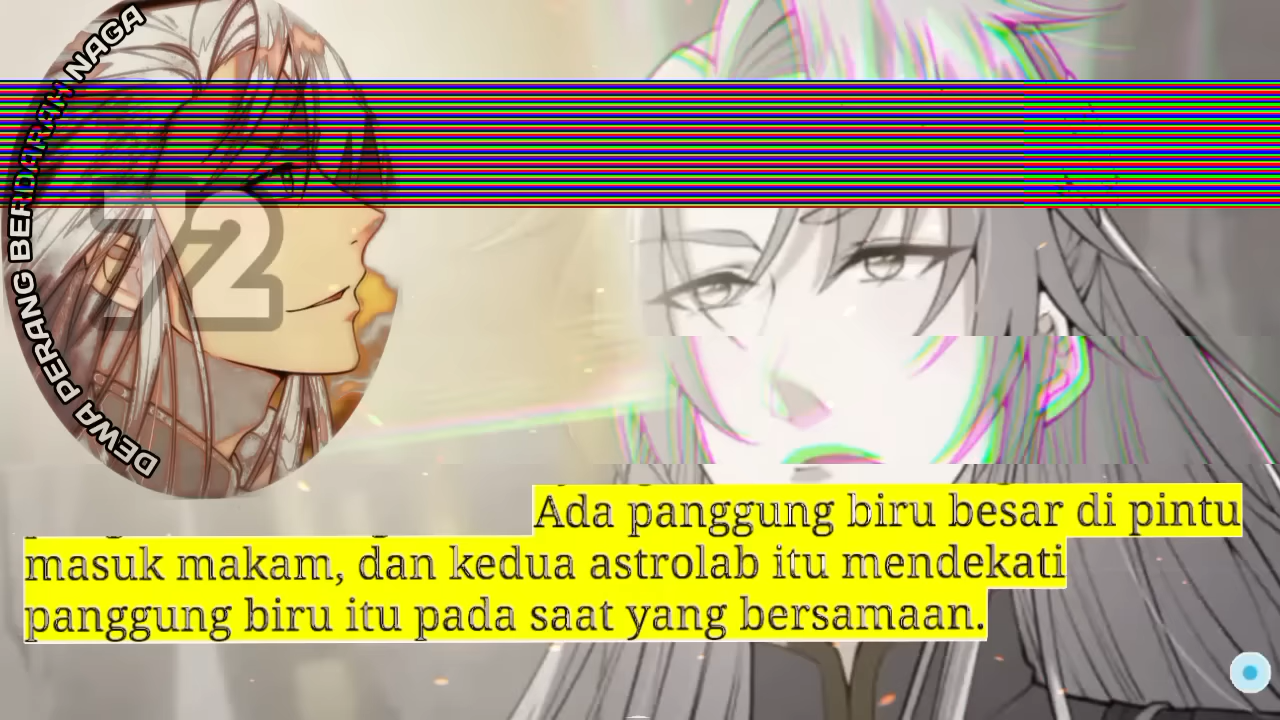 DEWA PERANG BERDARAH NAGA
72
Ada panggung biru besar di pintu
masuk makam, dan kedua astrolab itu mendekati
panggung biru itu pada saat yang bersamaan.